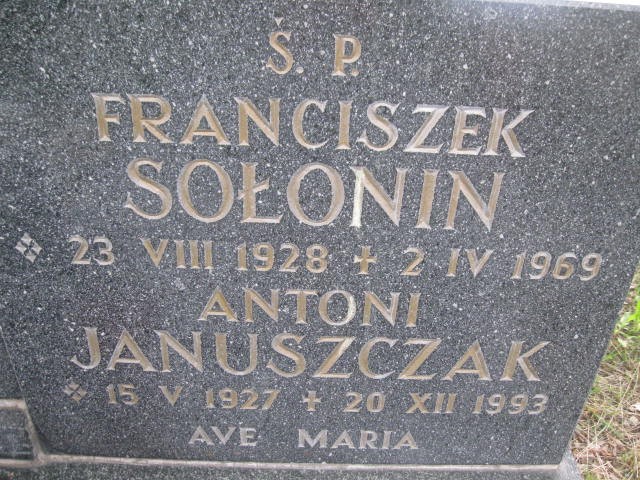 Ś. P.
FRANCISZEK
SOŁONIN
23 VIII 1928 + 2 IV 1969
ANTONI
JANUSZCZAK
15 V 1927 + 20 XII 1993
AVE MARIA